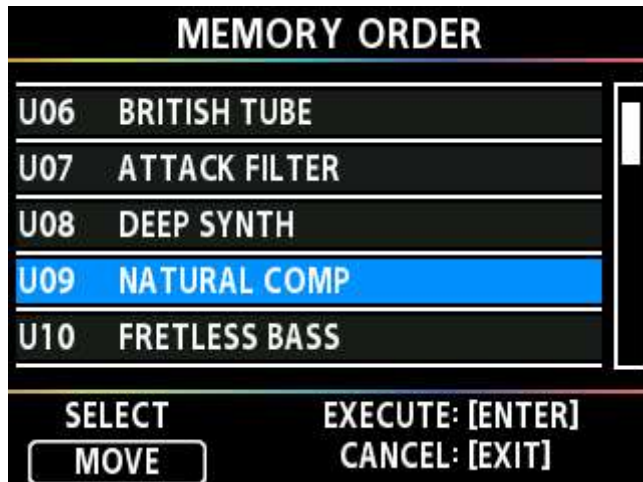 MEMORY ORDER
U06 BRITISH TUBE
U07 ATTACK FILTER
U08 DEEP SYNTH
U09 NATURAL COMP
U10 FRETLESS BASS
SELECT EXECUTE: [ENTER]
MOVE CANCEL: [EXIT]